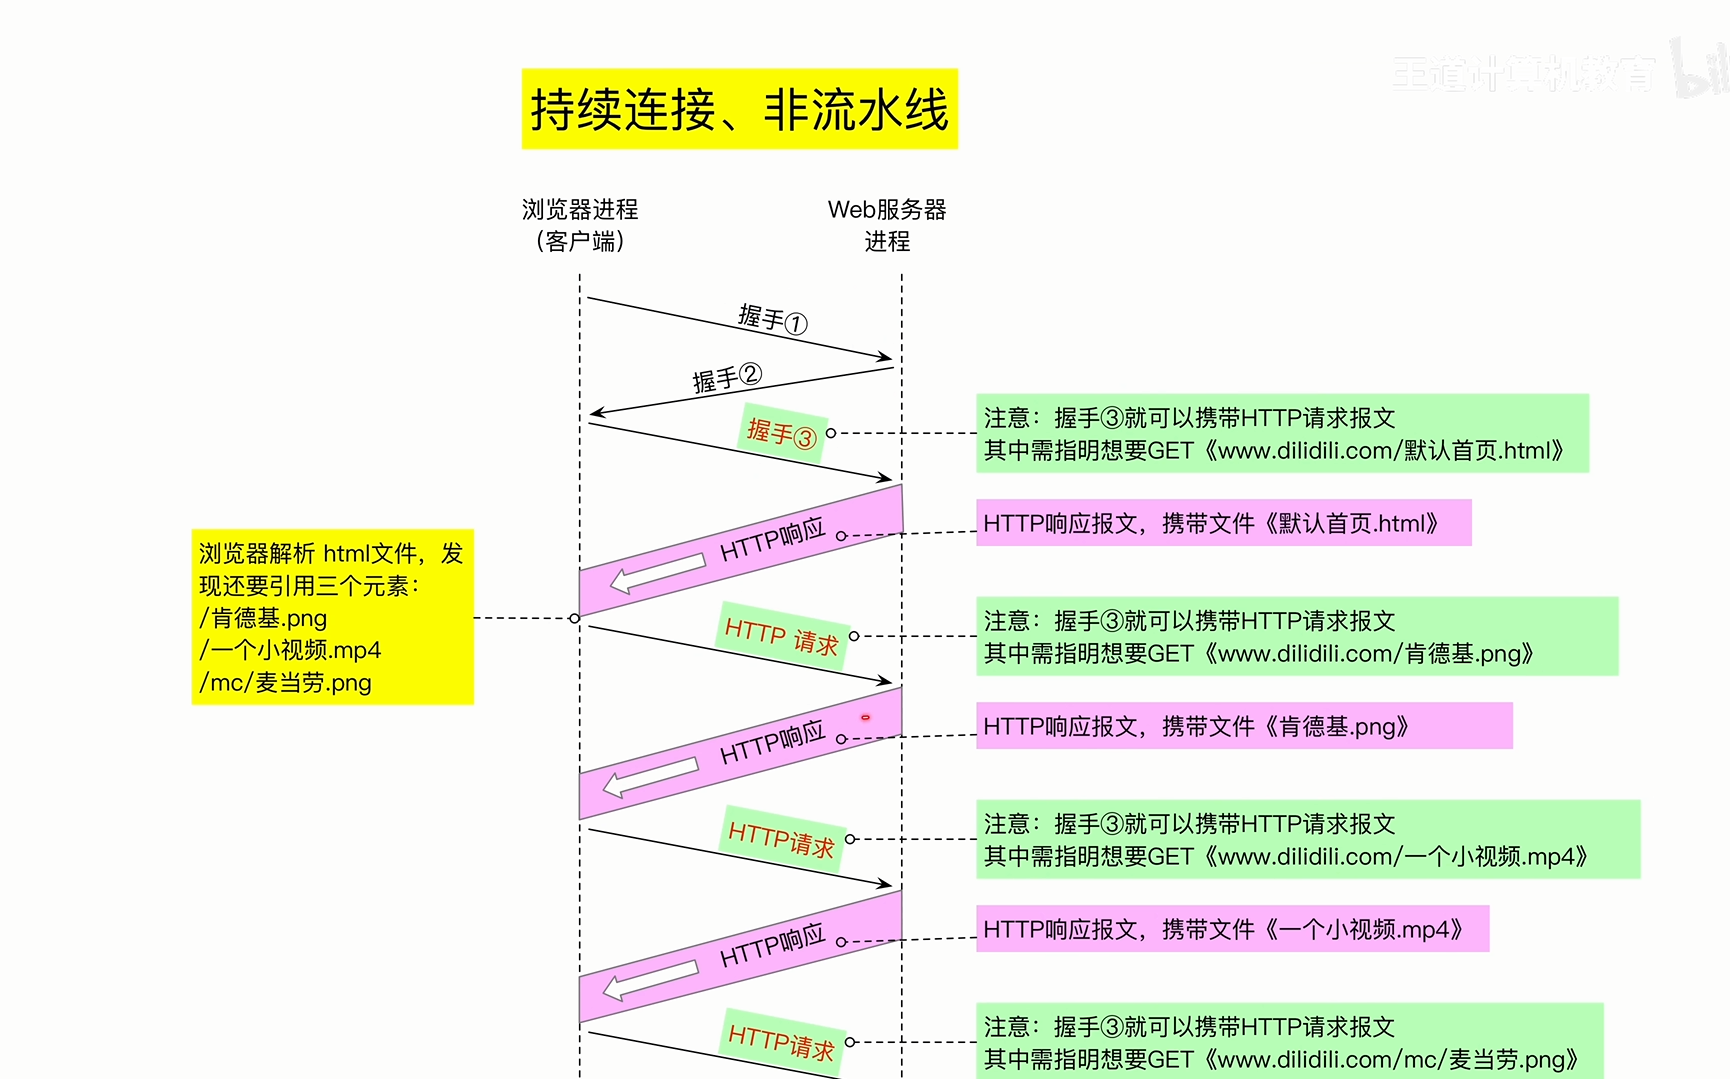 王道计算机教育
持续连接、非流水线
浏览器进程
（客户端）
Web服务器
进程
握手①
握手②
握手③
注意：握手③就可以携带HTTP请求报文
其中需指明想要GET《www.dilidili.com/默认首页.html》
HTTP响应
HTTP响应报文，携带文件《默认首页.html》
浏览器解析 html文件，发
现还要引用三个元素：
/肯德基.png
/一个小视频.mp4
/mc/麦当劳.png
HTTP 请求
注意：握手③就可以携带HTTP请求报文
其中需指明想要GET《www.dilidili.com/肯德基.png》
HTTP响应
HTTP响应报文，携带文件《肯德基.png》
HTTP请求
注意：握手③就可以携带HTTP请求报文
其中需指明想要GET《www.dilidili.com/一个小视频.mp4》
HTTP响应
HTTP响应报文，携带文件《一个小视频.mp4》
HTTP请求
注意：握手③就可以携带HTTP请求报文
其中需指明想要GET《www.dilidili.com/mc/麦当劳.png》